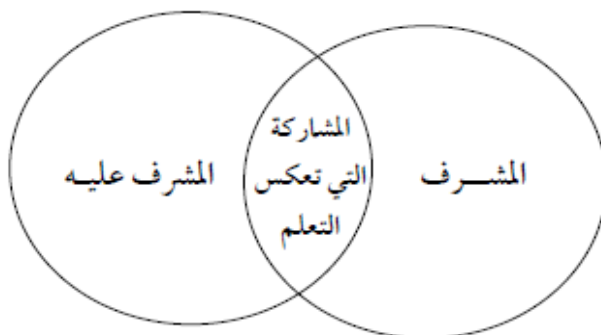 المشرف
المشاركة
التي تعكس
التعلم
المشرف عليه